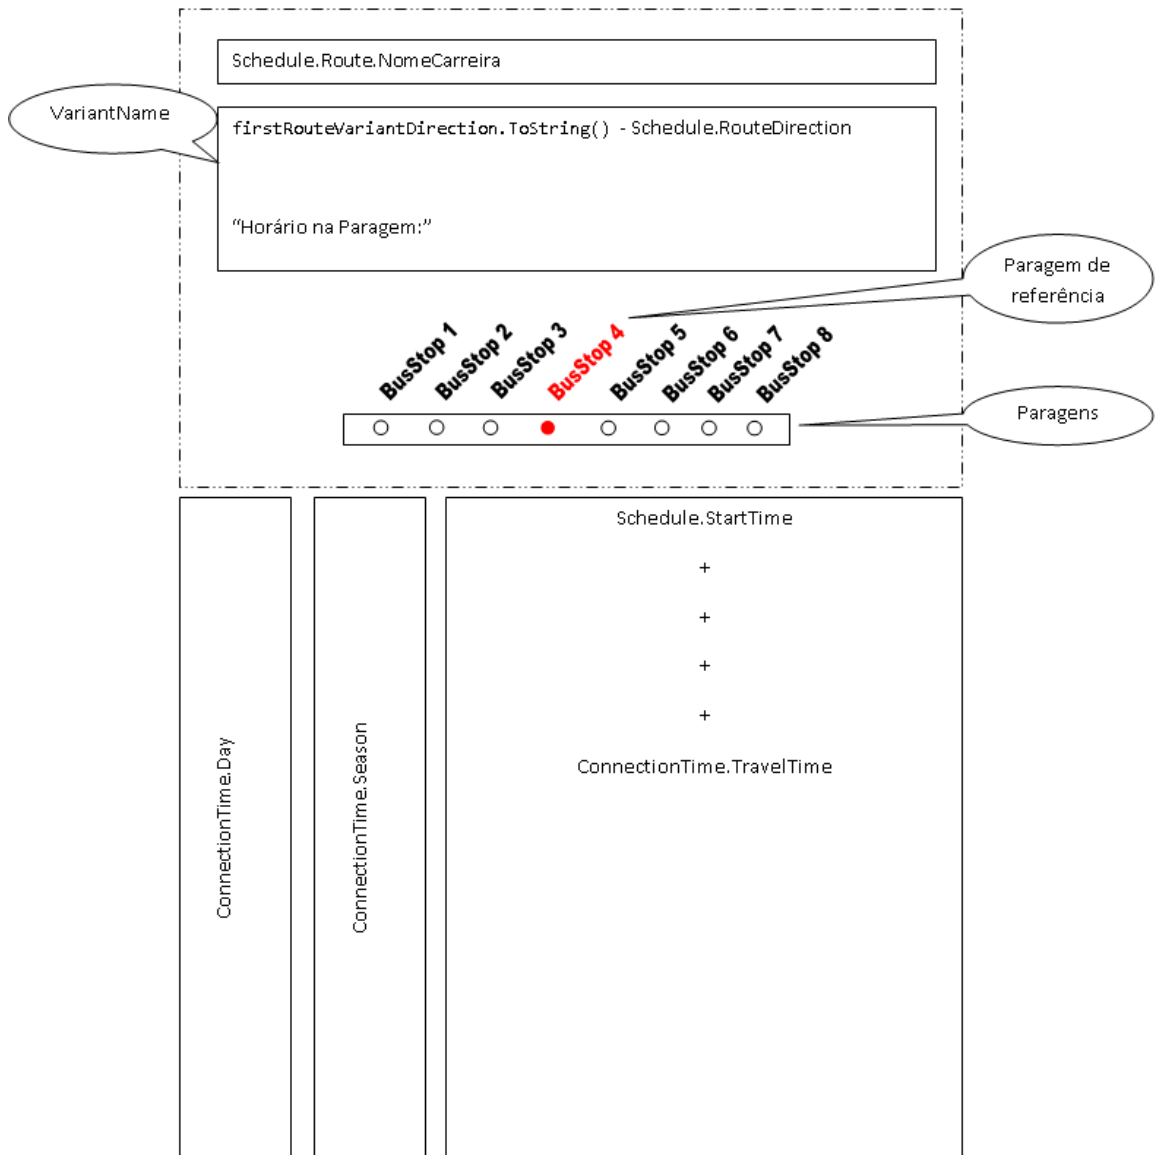 Schedule.Route.NomeCarreira
VariantName
firstRouteVariantDirection.ToString() - Schedule.RouteDirection
“Horário na Paragem:”
Paragem de
referência
BusStop 1
BusStop 2
BusStop 3
BusStop 4
BusStop 5
BusStop 6
BusStop 7
BusStop 8
Paragens
ConnectionTime.Day
ConnectionTime.Season
Schedule.StartTime
+
+
+
+
ConnectionTime.TravelTime